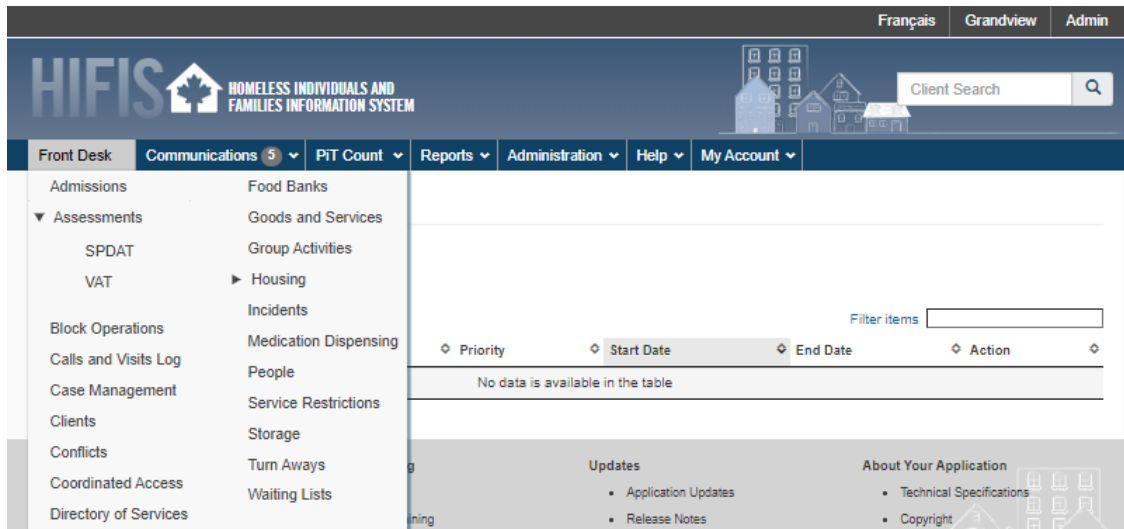 Français Grandview Admin
HIFIS HOMELESS INDIVIDUALS AND
FAMILIES INFORMATION SYSTEM
Client Search
Front Desk Communications 5 PiT Count Reports Administration Help My Account
Admissions Food Banks
Assessments Goods and Services
SPDAT Group Activities
VAT Housing
Incidents
Block Operations Medication Dispensing
Calls and Visits Log People
Case Management Service Restrictions
Clients Storage
Conflicts Turn Aways
Coordinated Access Waiting Lists
Directory of Services
Filter items
Priority Start Date End Date Action
No data is available in the table
Updates About Your Application
Application Updates Technical Specifications
Release Notes Copyright